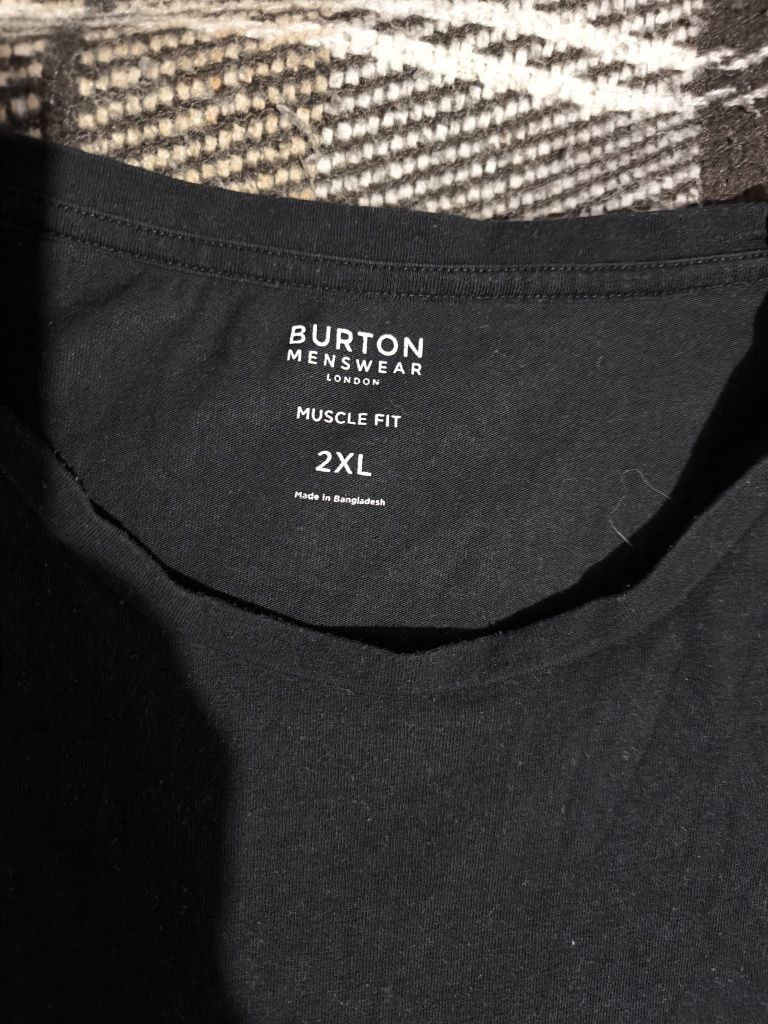 BURTON
MENSWEAR
LONDON
MUSCLE FIT
2XL
Made in Bangladesh